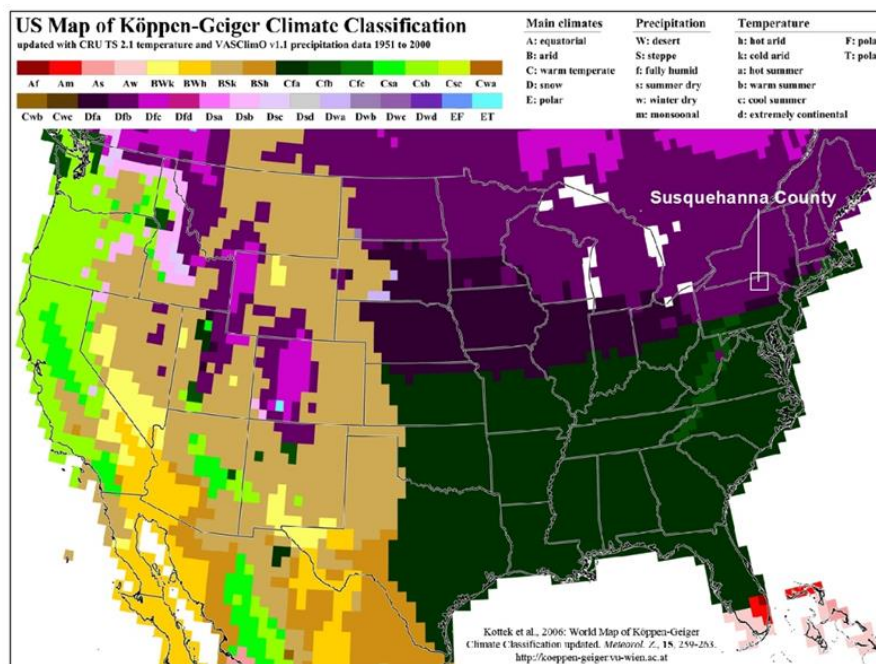 US Map of Köppen-Geiger Climate Classification
updated with CRU TS 2.1 temperature and VASClimO v1.1 precipitation data 1951 to 2000
Af Am As Aw BWk BWh BSk BSh Cfa Cfb Cfc Csa Csb Csc Cwa
Cwb Cwc Dfa Dfb Dfc Dfd Dsa Dsb Dsc Dsd Dwa Dwb Dwc Dwd EF ET
Main climates
A: equatorial
B: arid
C: warm temperate
D: snow
E: polar
Precipitation
W: desert
S: steppe
f: fully humid
s: summer dry
w: winter dry
m: monsoonal
Temperature
h: hot arid F: pola
k: cold arid T: pola
a: hot summer
b: warm summer
c: cool summer
d: extremely continental
Susquehanna County
Kottek et al., 2006: World Map of Köppen-Geiger
Climate Classification updated. Meteorol. Z., 15, 259-263.
http://koeppen-geiger.vu-wien.ac.at